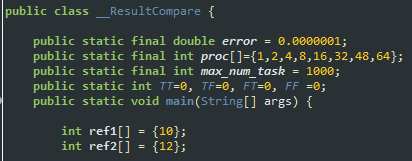 public class __ResultCompare {
public static final double error = 0.0000001;
public static final int proc[]={1,2,4,8,16,32,48,64};
public static final int max_num_task = 1000;
public static int TT=0, TF=0, FT=0, FF =0;
public static void main(String[] args) {
int ref1[] = {10};
int ref2[] = {12};